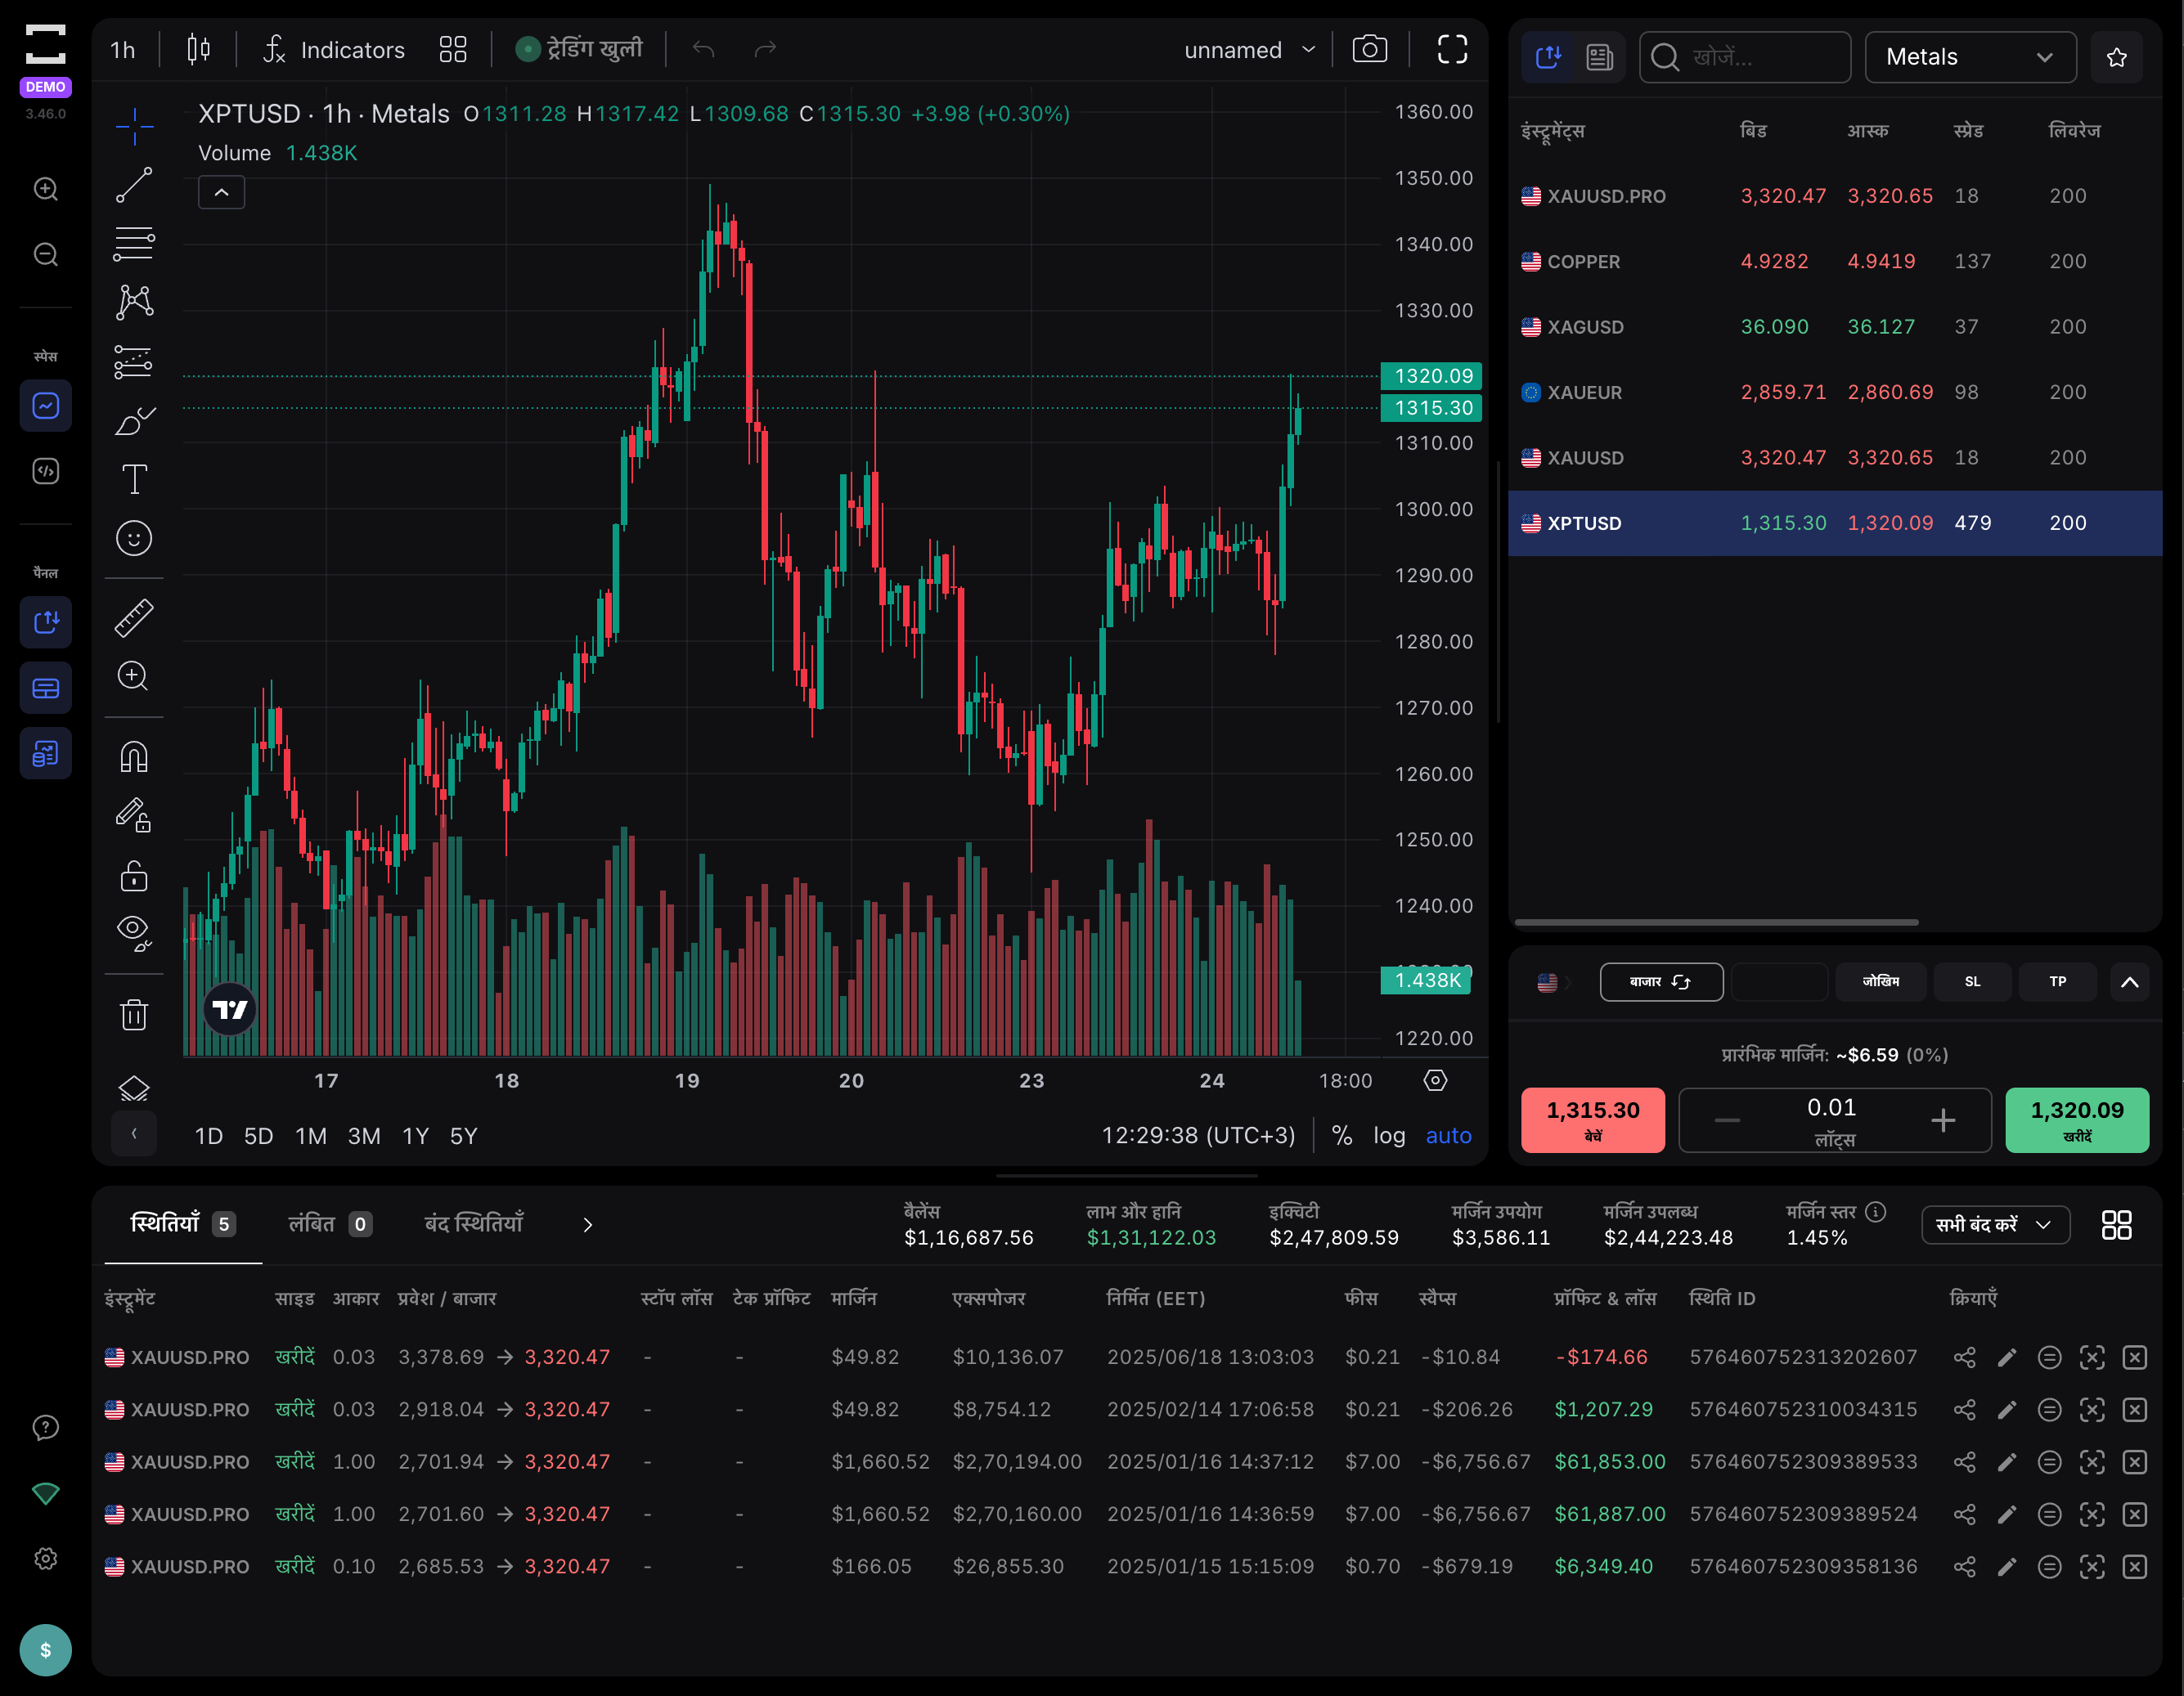 DEMO
3.46.0
स्पेस
पैनल
$
1h
Indicators
ट्रेडिंग खुली
unnamed
XPTUSD · 1h · Metals O1311.28 H1317.42 L1309.68 C1315.30 +3.98 (+0.30%)
Volume 1.438K
1360.00
1350.00
1340.00
1330.00
1320.09
1315.30
1310.00
1300.00
1290.00
1280.00
1270.00
1260.00
1250.00
1240.00
1.438K
1220.00
17 18 19 20 23 24 18:00
1D 5D 1M 3M 1Y 5Y
12:29:38 (UTC+3) % log auto
खोजें...
Metals
इंस्ट्रूमेंट्स बिड आस्क स्प्रेड लिवरेज
XAUUSD.PRO 3,320.47 3,320.65 18 200
COPPER 4.9282 4.9419 137 200
XAGUSD 36.090 36.127 37 200
XAUEUR 2,859.71 2,860.69 98 200
XAUUSD 3,320.47 3,320.65 18 200
XPTUSD 1,315.30 1,320.09 479 200
बाजार जोखिम SL TP
प्रारंभिक मार्जिन: ~$6.59 (0%)
1,315.30
बेचें
0.01
लॉट्स
1,320.09
खरीदें
स्थितियाँ 5 लंबित 0 बंद स्थितियाँ
बैलेंस लाभ और हानि इक्विटी मर्जिन उपयोग मर्जिन उपलब्ध मर्जिन स्तर
$1,16,687.56 $1,31,122.03 $2,47,809.59 $3,586.11 $2,44,223.48 1.45%
सभी बंद करें
इंस्ट्रूमेंट साइड आकार प्रवेश / बाजार स्टॉप लॉस टेक प्रॉफिट मार्जिन एक्सपोजर निर्मित (EET) फीस स्वैप्स प्रॉफिट & लॉस स्थिति ID क्रियाएँ
XAUUSD.PRO खरीदें 0.03 3,378.69 → 3,320.47 - - $49.82 $10,136.07 2025/06/18 13:03:03 $0.21 -$10.84 -$174.66 576460752313202607
XAUUSD.PRO खरीदें 0.03 2,918.04 → 3,320.47 - - $49.82 $8,754.12 2025/02/14 17:06:58 $0.21 -$206.26 $1,207.29 576460752310034315
XAUUSD.PRO खरीदें 1.00 2,701.94 → 3,320.47 - - $1,660.52 $2,70,194.00 2025/01/16 14:37:12 $7.00 -$6,756.67 $61,853.00 576460752309389533
XAUUSD.PRO खरीदें 1.00 2,701.60 → 3,320.47 - - $1,660.52 $2,70,160.00 2025/01/16 14:36:59 $7.00 -$6,756.67 $61,887.00 576460752309389524
XAUUSD.PRO खरीदें 0.10 2,685.53 → 3,320.47 - - $166.05 $26,855.30 2025/01/15 15:15:09 $0.70 -$679.19 $6,349.40 576460752309358136